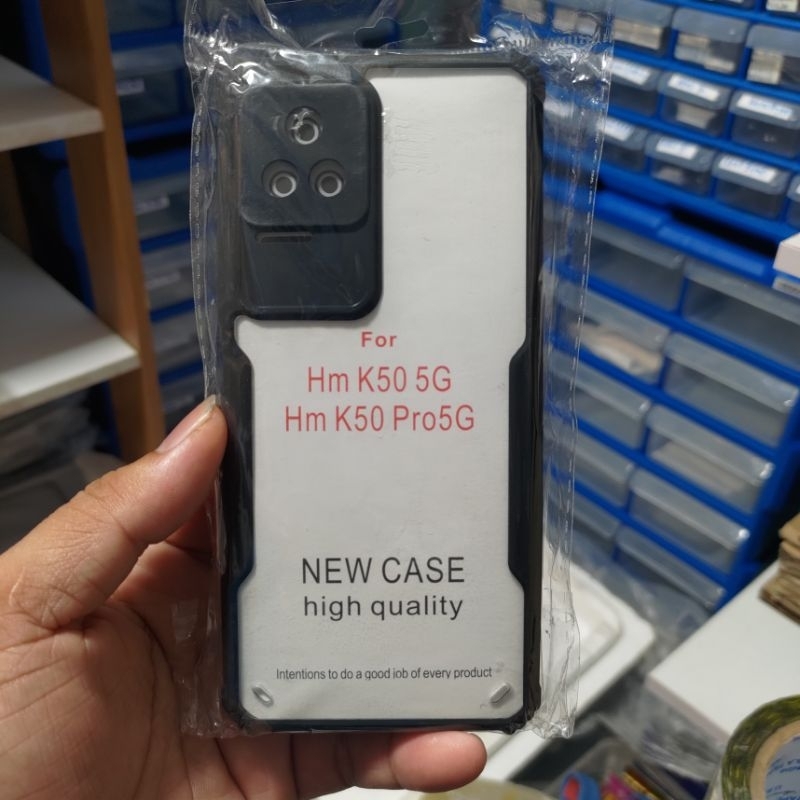 For
Hm K50 5G
Hm K50 Pro5G
NEW CASE
high quality
Intentions to do a good job of every product